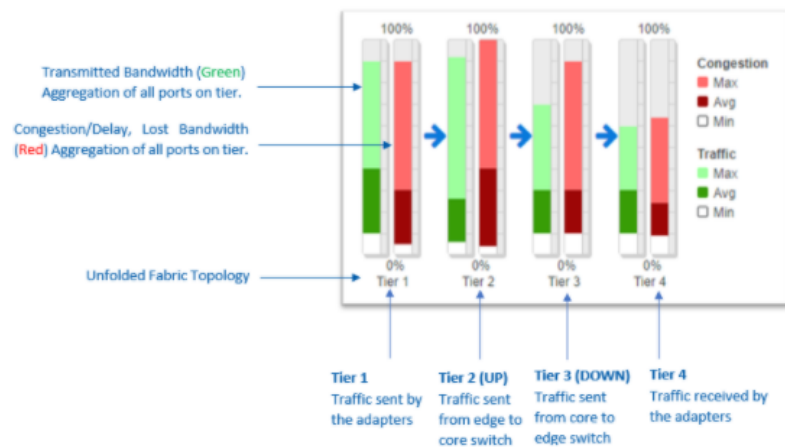 100% 100% 100% 100%
Transmitted Bandwidth (Green)
Aggregation of all ports on tier.
Congestion/Delay, Lost Bandwidth
(Red) Aggregation of all ports on tier.
Unfolded Fabric Topology
Congestion
Max
Avg
Min
Traffic
Max
Avg
Min
0% 0% 0% 0%
Tier 1 Tier 2 Tier 3 Tier 4
Tier 1
Traffic sent by
the adapters
Tier 2 (UP)
Traffic sent
from edge to
core switch
Tier 3 (DOWN)
Traffic sent
from core to
edge switch
Tier 4
Traffic received by
the adapters